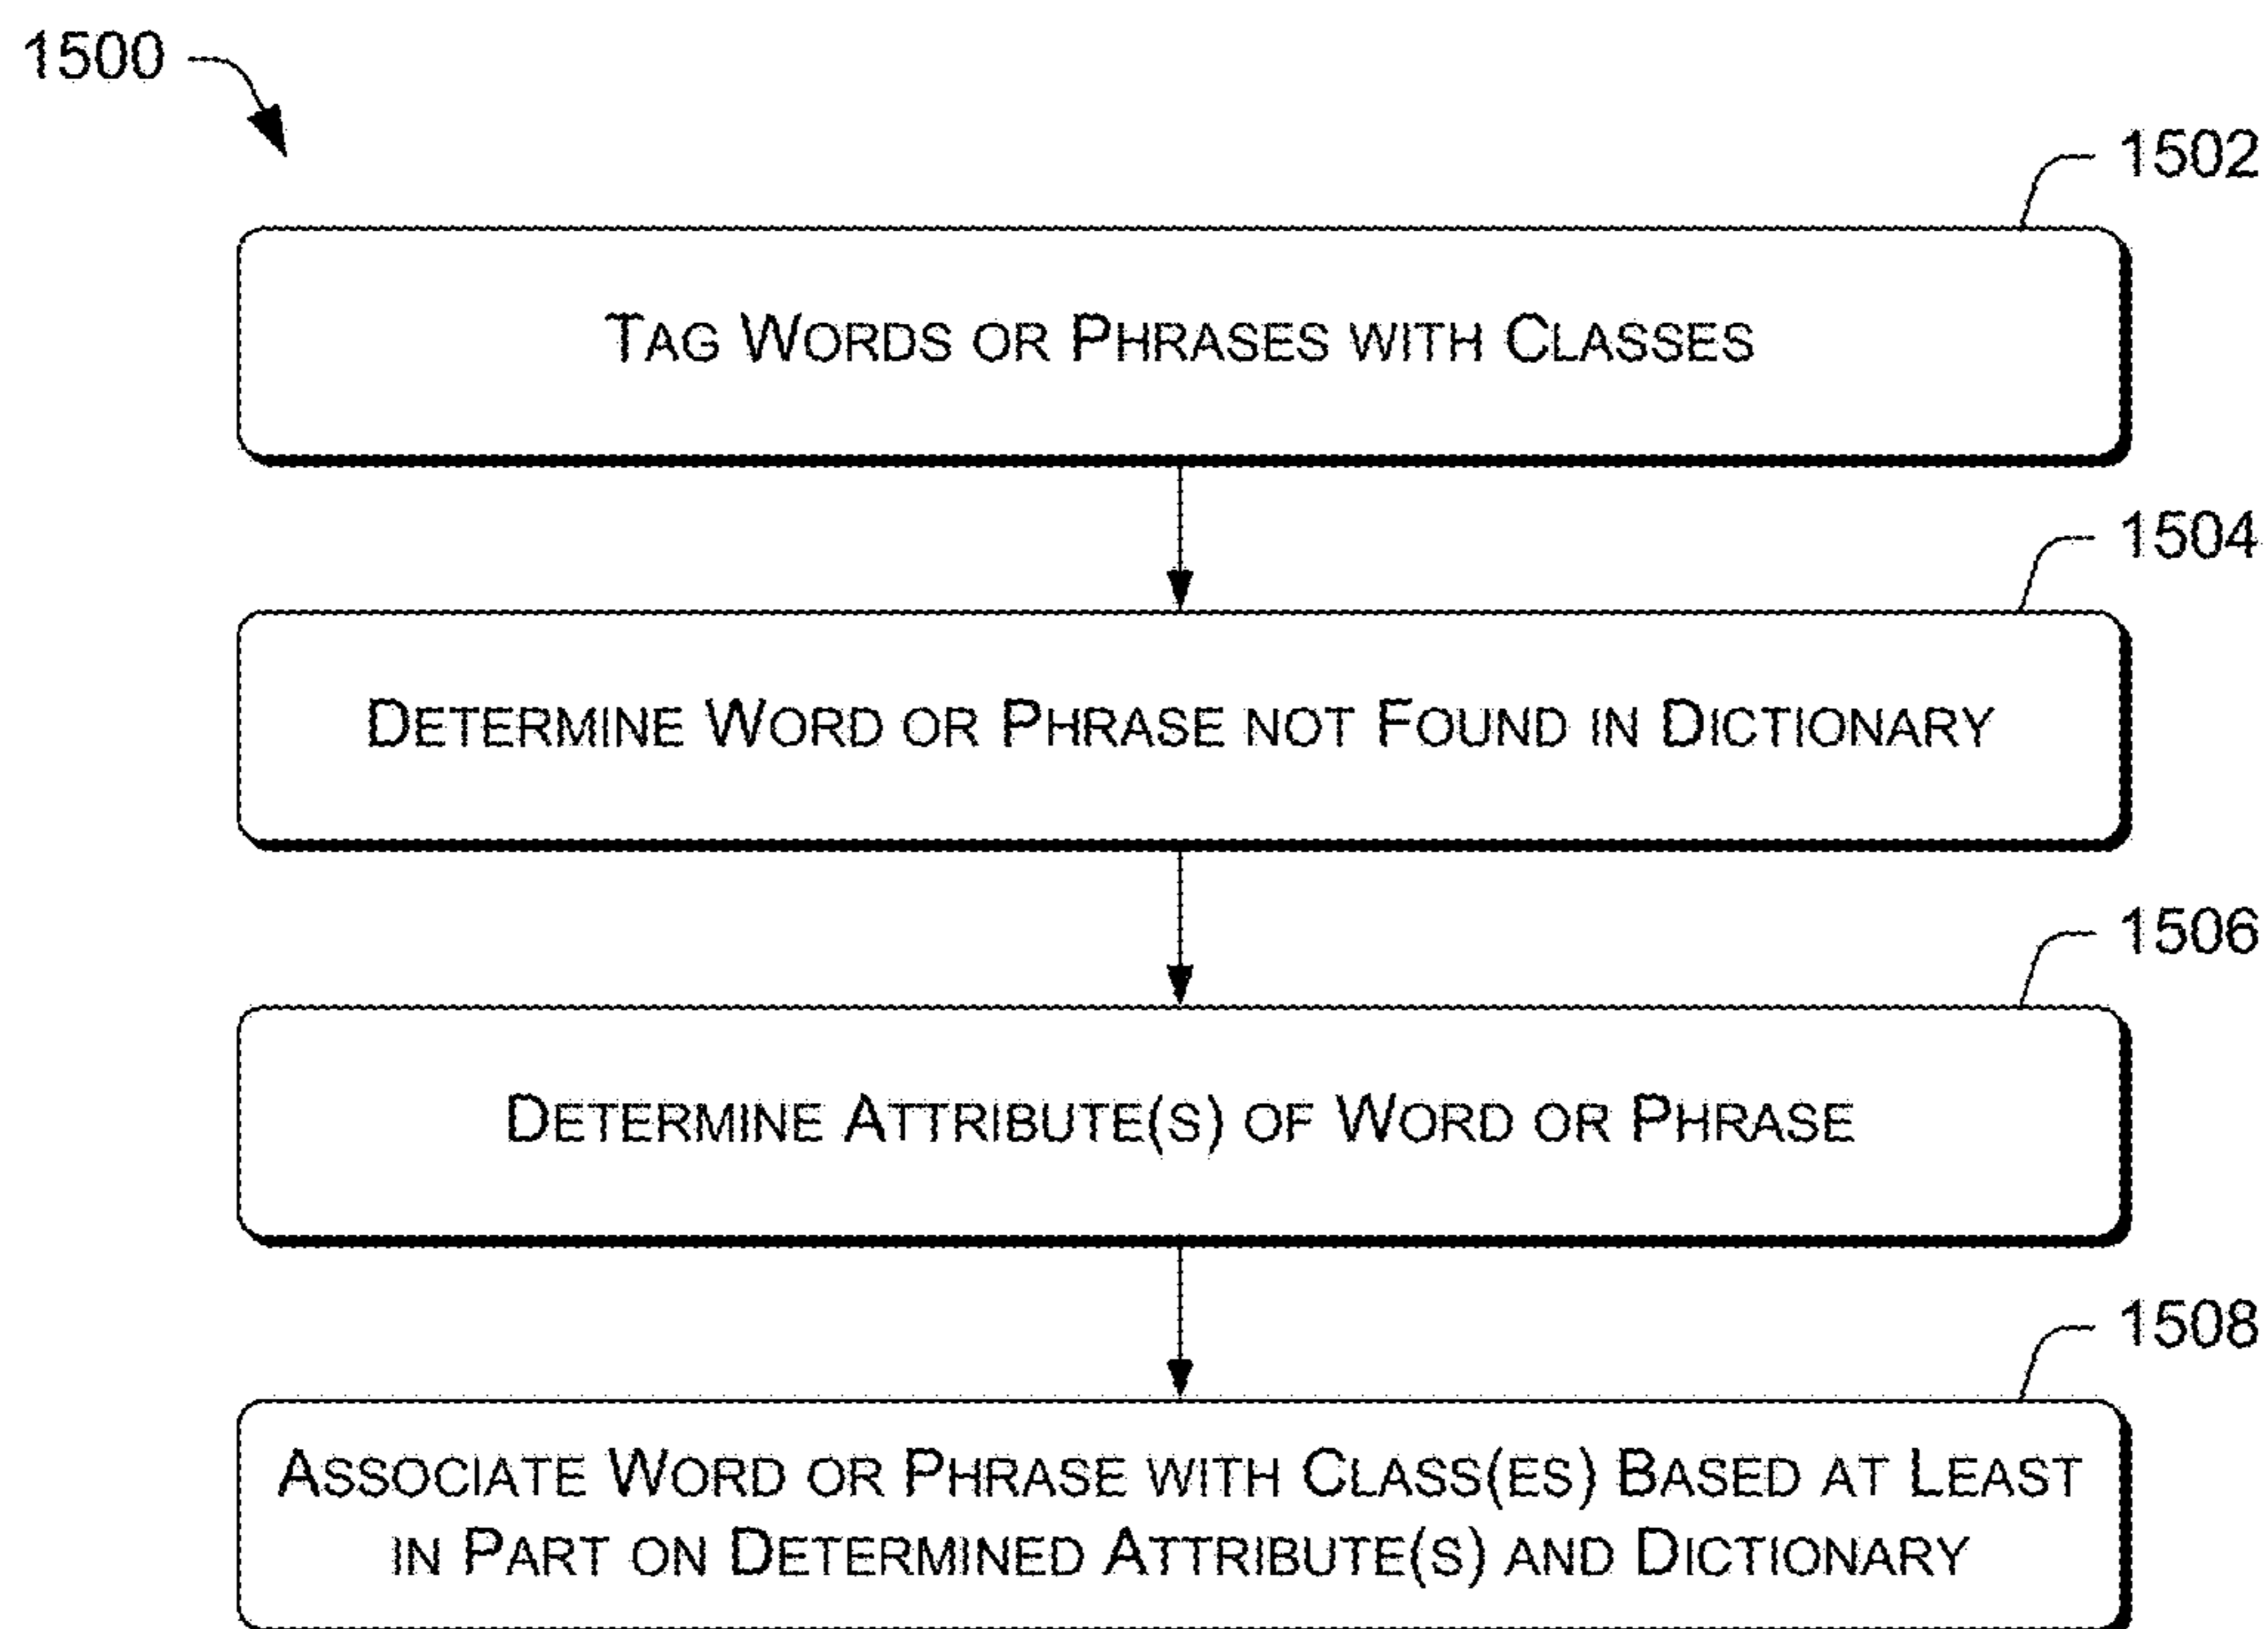 1500
1502
TAG WORDS OR PHRASES WITH CLASSES
1504
DETERMINE WORD OR PHRASE NOT FOUND IN DICTIONARY
1506
DETERMINE ATTRIBUTE(S) OF WORD OR PHRASE
1508
ASSOCIATE WORD OR PHRASE WITH CLASS(ES) BASED AT LEAST
IN PART ON DETERMINED ATTRIBUTE(S) AND DICTIONARY